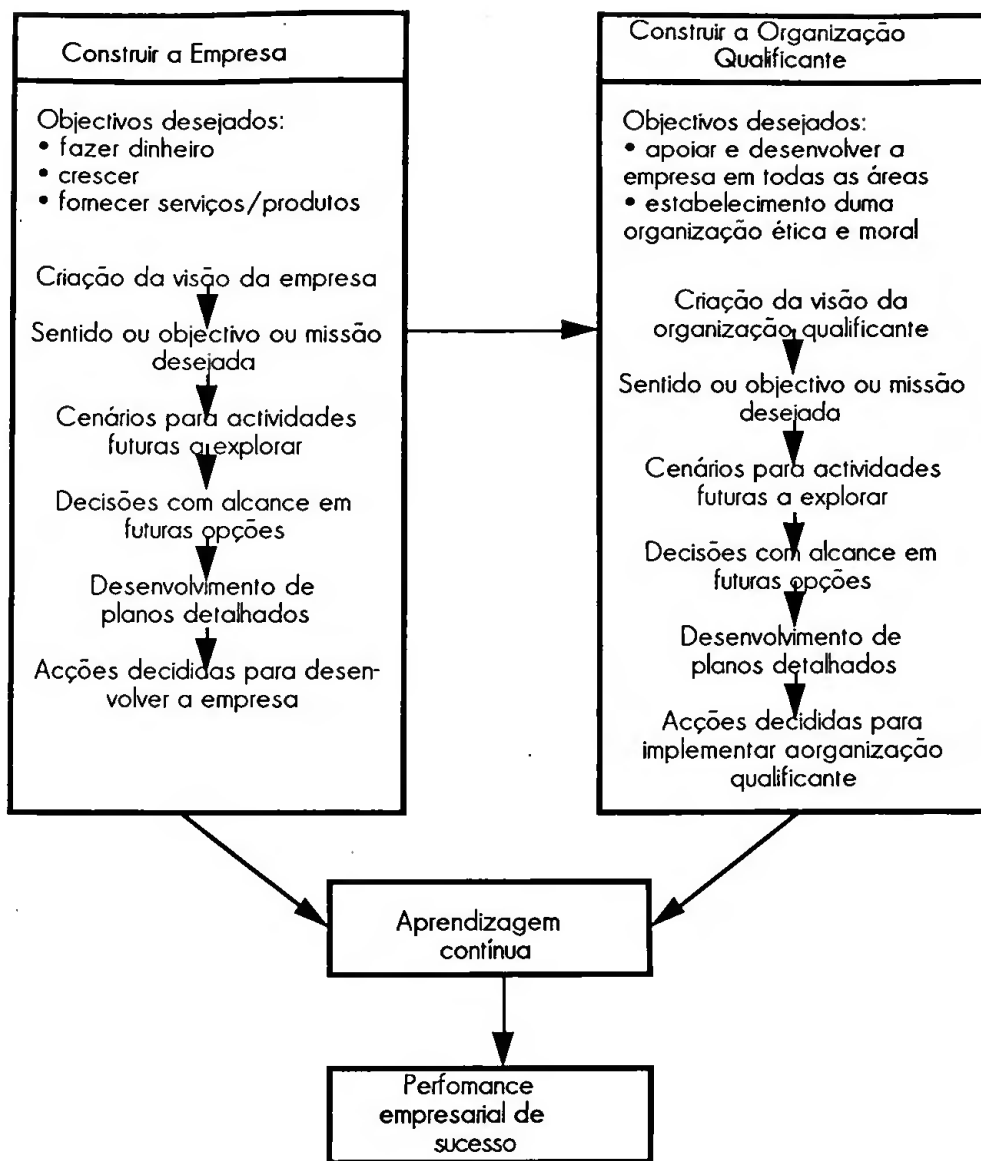 Construir a Empresa
Objectivos desejados:
• fazer dinheiro
• crescer
• fornecer serviços/produtos
Criação da visão da empresa
Sentido ou objectivo ou missão
desejada
Cenários para actividades
futuras a explorar
Decisões com alcance em
futuras opções
Desenvolvimento de
planos detalhados
Acções decididas para desen-
volver a empresa
Construir a Organização
Qualificante
Objectivos desejados:
• apoiar e desenvolver a
empresa em todas as áreas
• estabelecimento duma
organização ética e moral
Criação da visão da
organização qualificante
Sentido ou objectivo ou missão
desejada
Cenários para actividades
futuras a explorar
Decisões com alcance em
futuras opções
Desenvolvimento de
planos detalhados
Acções decididas para
implementar aorganização
qualificante
Aprendizagem
contínua
Perfomance
empresarial de
sucesso